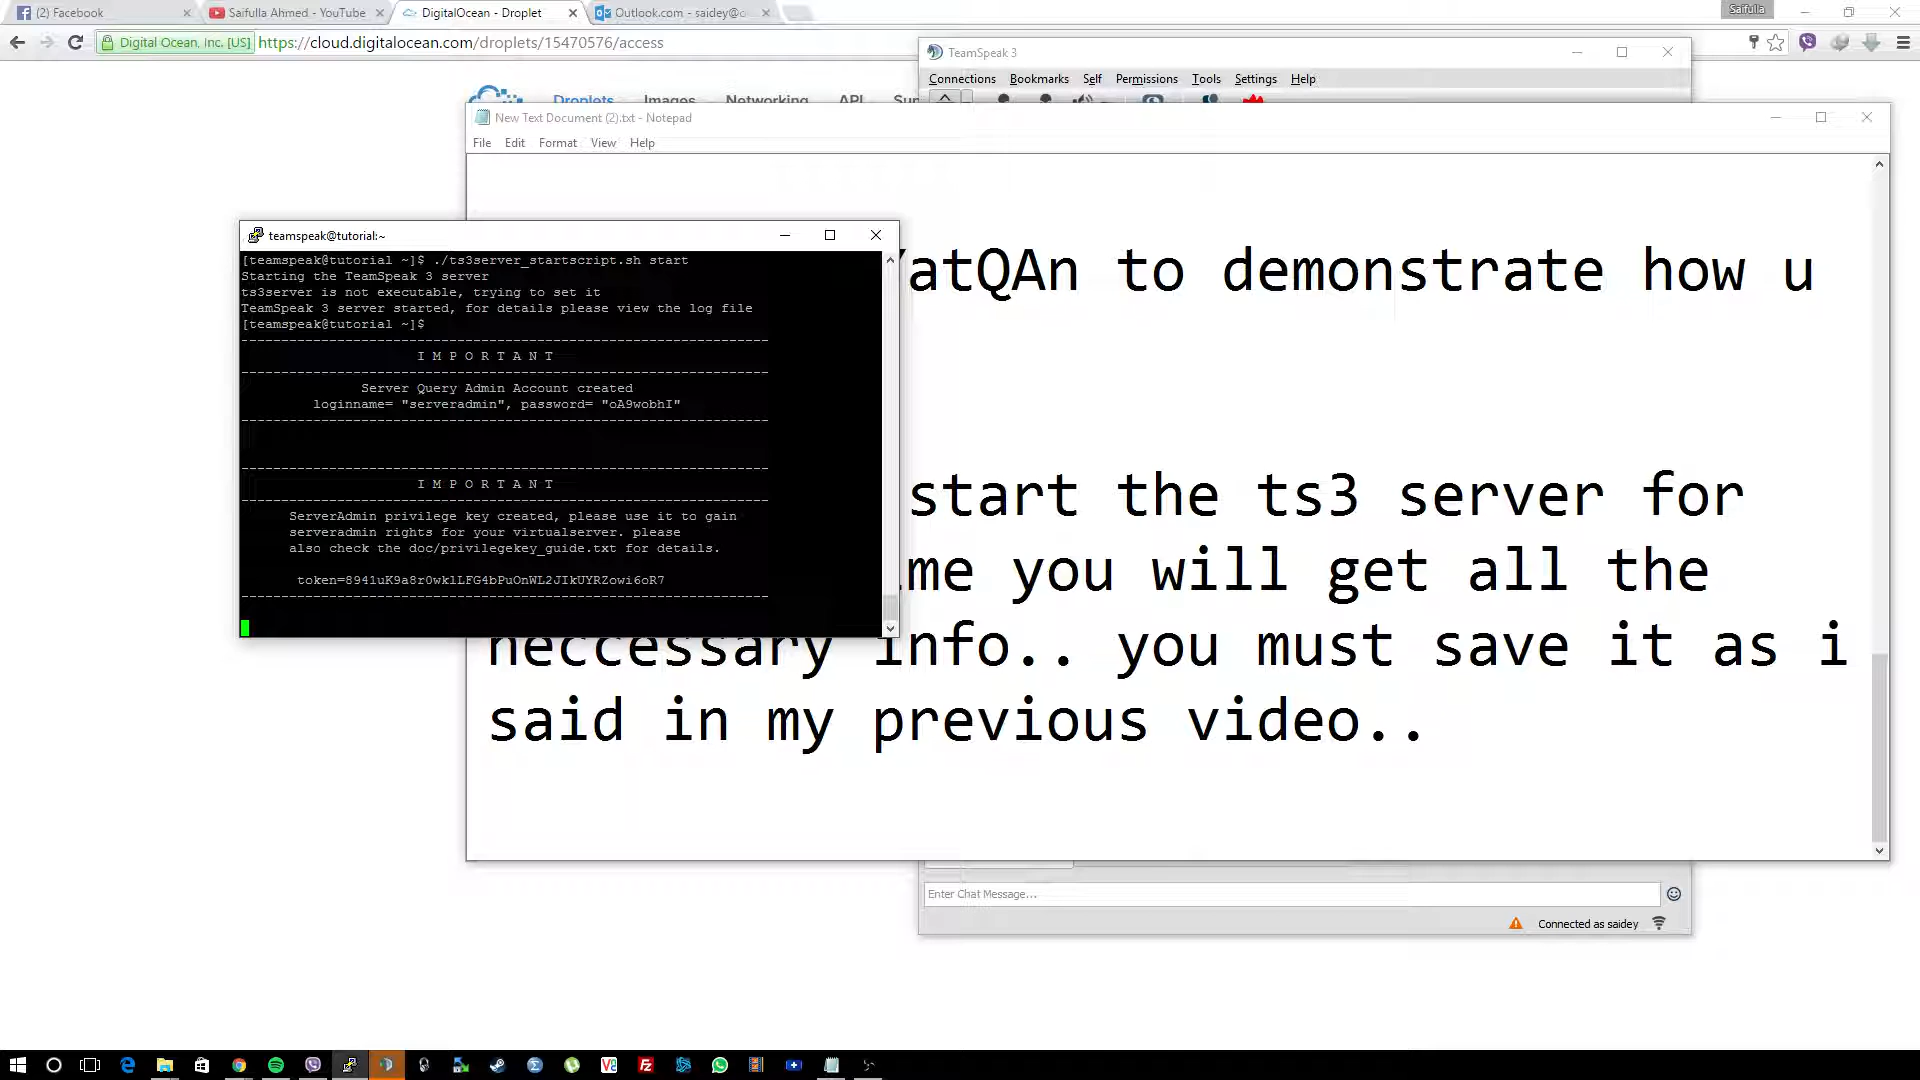 (2) Facebook
Saifulla Ahmed - YouTube
DigitalOcean - Droplet
Outlook.com - saidey@o
Saifulla
Digital Ocean, Inc. [US]
https://cloud.digitalocean.com/droplets/15470576/access
TeamSpeak 3
Connections Bookmarks Self Permissions Tools Settings Help
Droplets Images Networking API Sup
New Text Document (2).txt - Notepad
File Edit Format View Help
YatQAn to demonstrate how u
start the ts3 server for
me you will get all the
neccessary info.. you must save it as i
said in my previous video..
teamspeak@tutorial:~
[teamspeak@tutorial ~]$ ./ts3server_startscript.sh start
Starting the TeamSpeak 3 server
ts3server is not executable, trying to set it
TeamSpeak 3 server started, for details please view the log file
[teamspeak@tutorial ~]$
------------------------------------------------------------------
I M P O R T A N T
------------------------------------------------------------------
Server Query Admin Account created
loginname= "serveradmin", password= "oA9wobhI"
------------------------------------------------------------------
------------------------------------------------------------------
I M P O R T A N T
------------------------------------------------------------------
ServerAdmin privilege key created, please use it to gain
serveradmin rights for your virtualserver. please
also check the doc/privilegekey_guide.txt for details.
token=8941uK9a8r0wklLFG4bPuOnWL2JIkUYRZowi6oR7
------------------------------------------------------------------
Enter Chat Message...
Connected as saidey